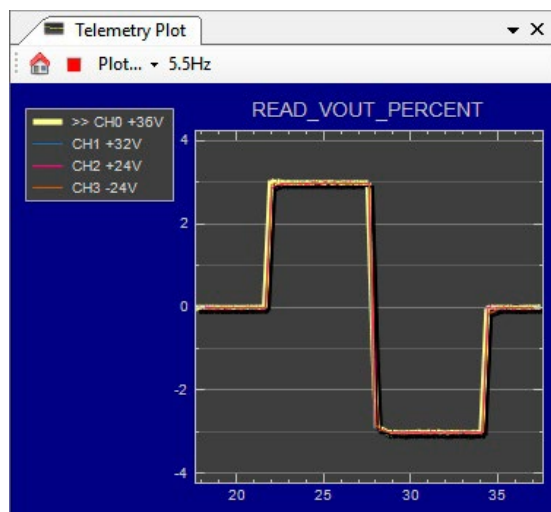 Telemetry Plot
Plot... 5.5Hz
>> CH0 +36V
CH1 +32V
CH2 +24V
CH3 -24V
READ_VOUT_PERCENT
4
2
0
-2
-4
20 25 30 35